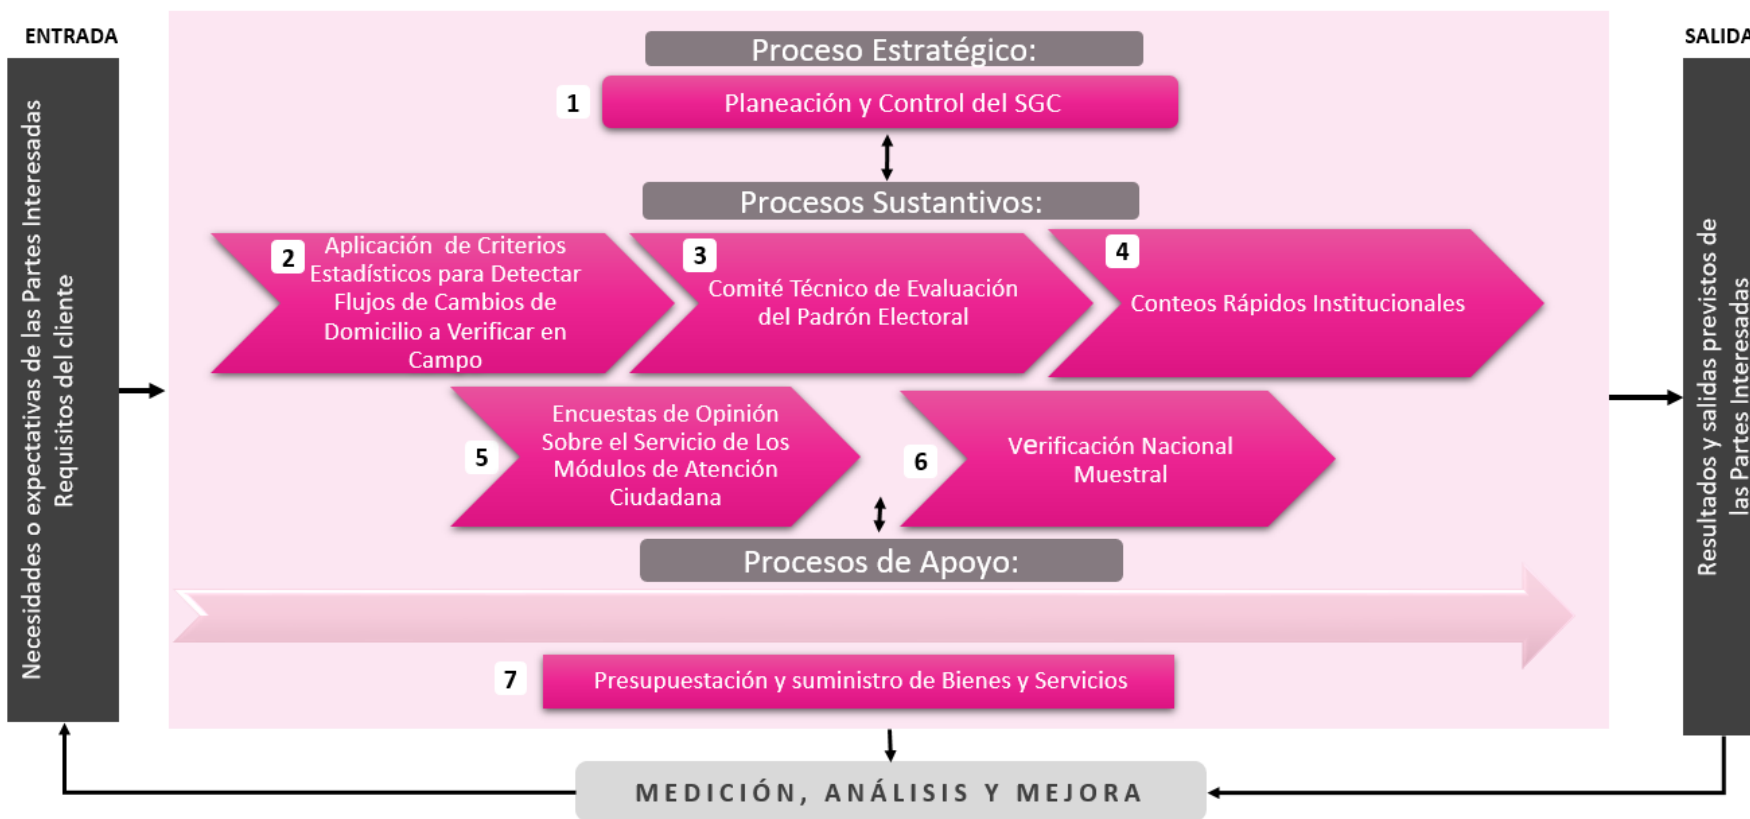 ENTRADA
SALIDA
Necesidades o expectativas de las Partes Interesadas
Requisitos del cliente
Proceso Estratégico:
1
Planeación y Control del SGC
Procesos Sustantivos:
2
Aplicación de Criterios
Estadísticos para Detectar
Flujos de Cambios de
Domicilio a Verificar en
Campo
3
Comité Técnico de Evaluación
del Padrón Electoral
4
Conteos Rápidos Institucionales
5
Encuestas de Opinión
Sobre el Servicio de Los
Módulos de Atención
Ciudadana
6
Verificación Nacional
Muestral
Procesos de Apoyo:
7
Presupuestación y suministro de Bienes y Servicios
Resultados y salidas previstos de
las Partes Interesadas
MEDICIÓN, ANÁLISIS Y MEJORA